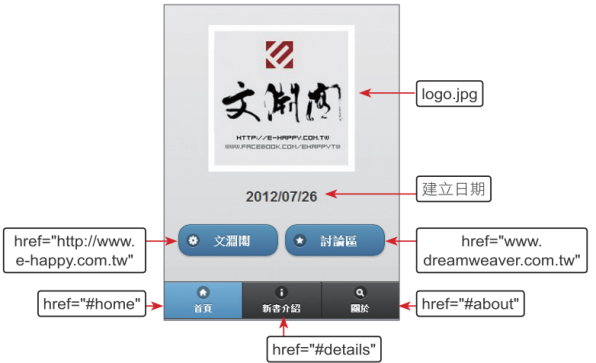 文淵閣
HTTP://E-HAPPY.COM.TW
WWW.FACEBOOK.COM/EHAPPYTW
logo.jpg
2012/07/26
建立日期
href="http://www.
e-happy.com.tw"
文淵閣
討論區
href="www.
dreamweaver.com.tw"
href="#home"
首頁
新書介紹
關於
href="#about"
href="#details"